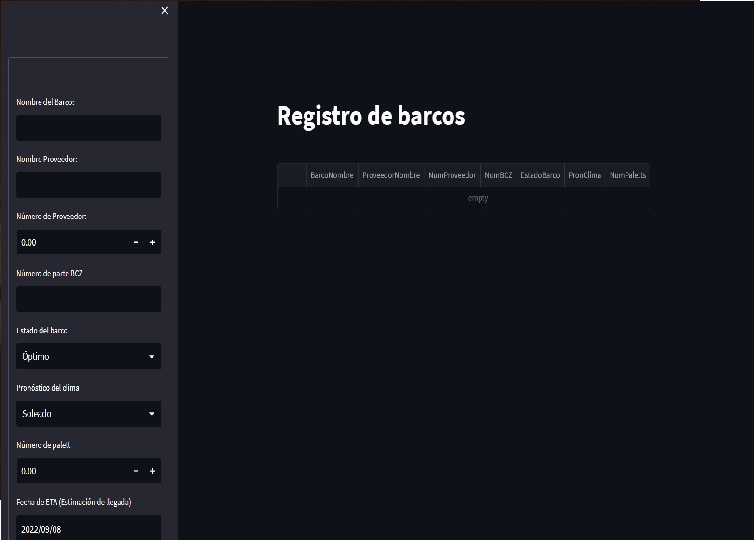 Nombre del Barco:
Nombre Proveedor:
Número de Proveedor:
0.00
Número de parte BCZ
Estado del barco
Óptimo
Pronóstico del clima
Soleado
Número de palett
0.00
Fecha de ETA (Estimación de llegada)
2022/09/08
Registro de barcos
BarcoNombre ProveedorNombre NumProveedor NumBCZ EstadoBarco PronClima NumPaletts
empty